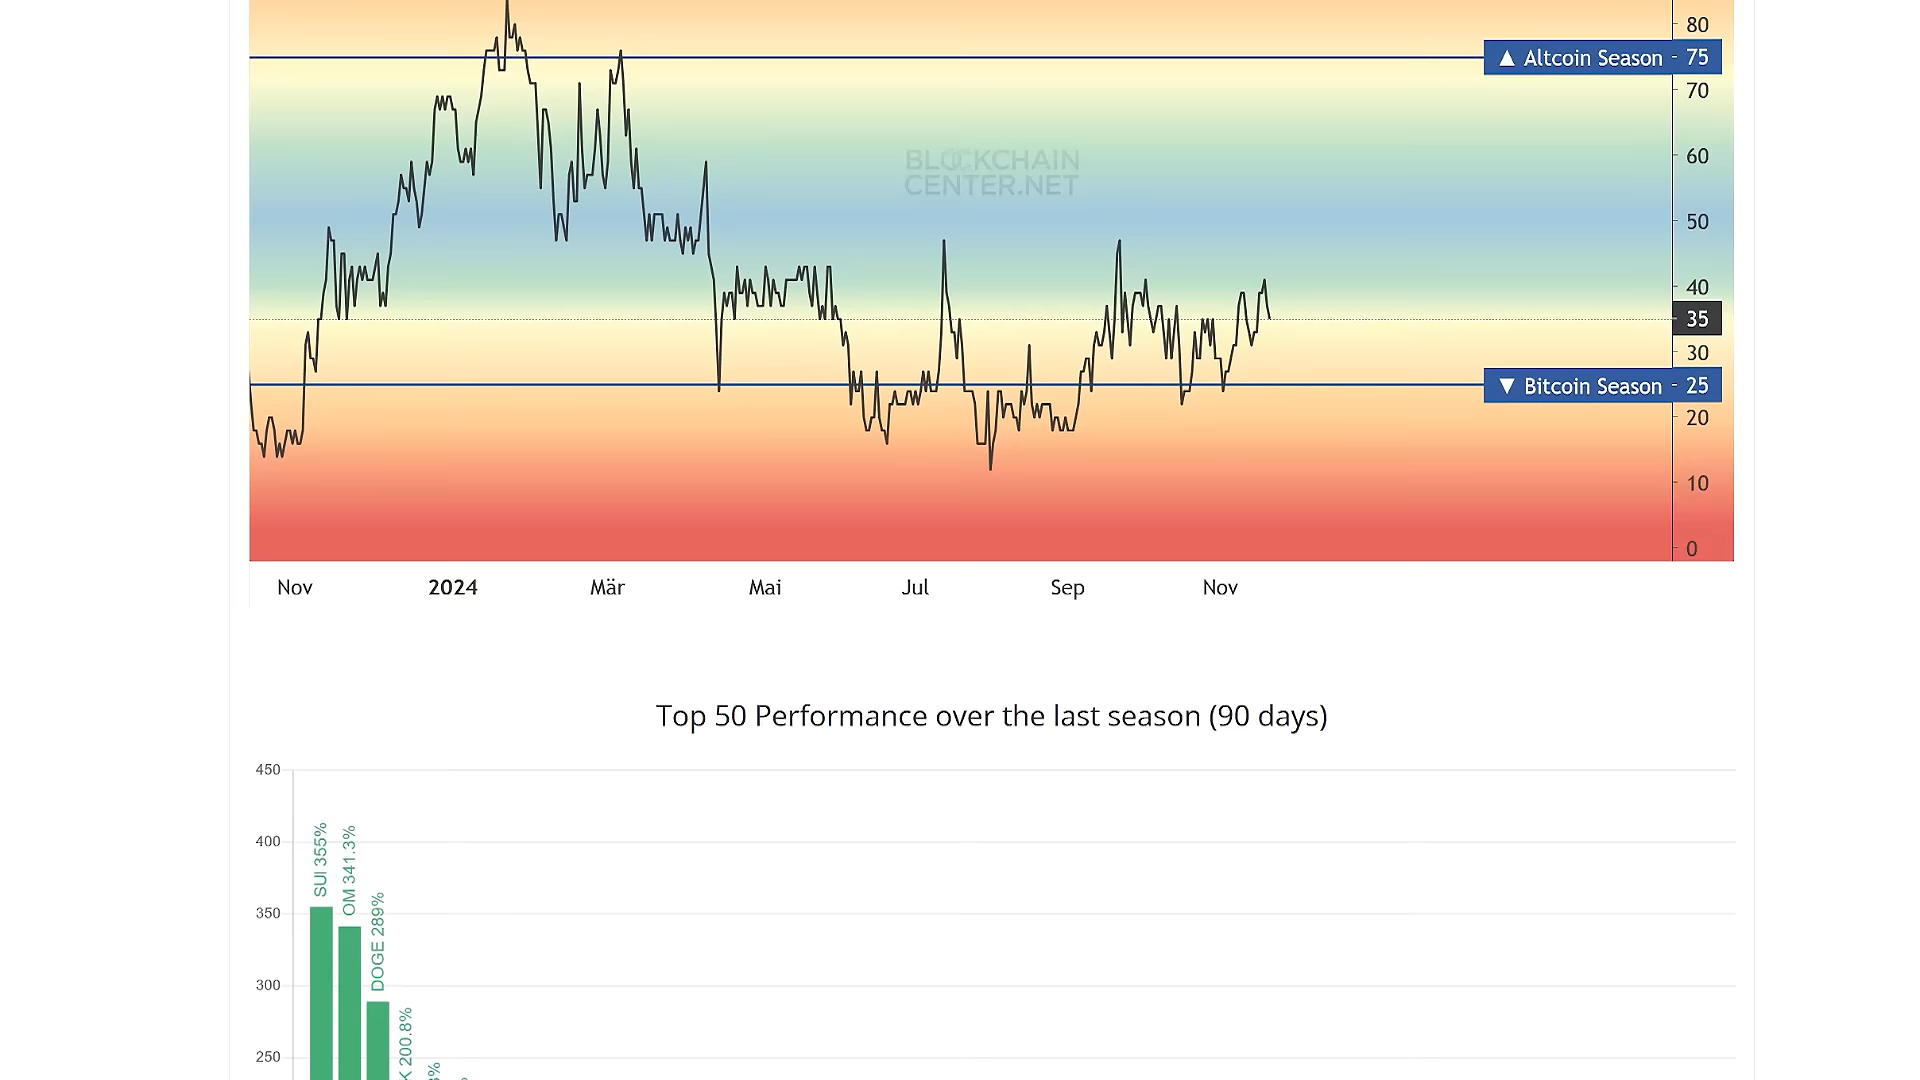 80
▲ Altcoin Season - 75
70
BLOCKCHAIN
CENTER.NET
60
50
40
35
30
▼ Bitcoin Season - 25
20
10
0
Nov 2024 Mär Mai Jul Sep Nov
Top 50 Performance over the last season (90 days)
450
400
350
300
250
SUI 355%
OM 341.3%
DOGE 289%
K 200.8%